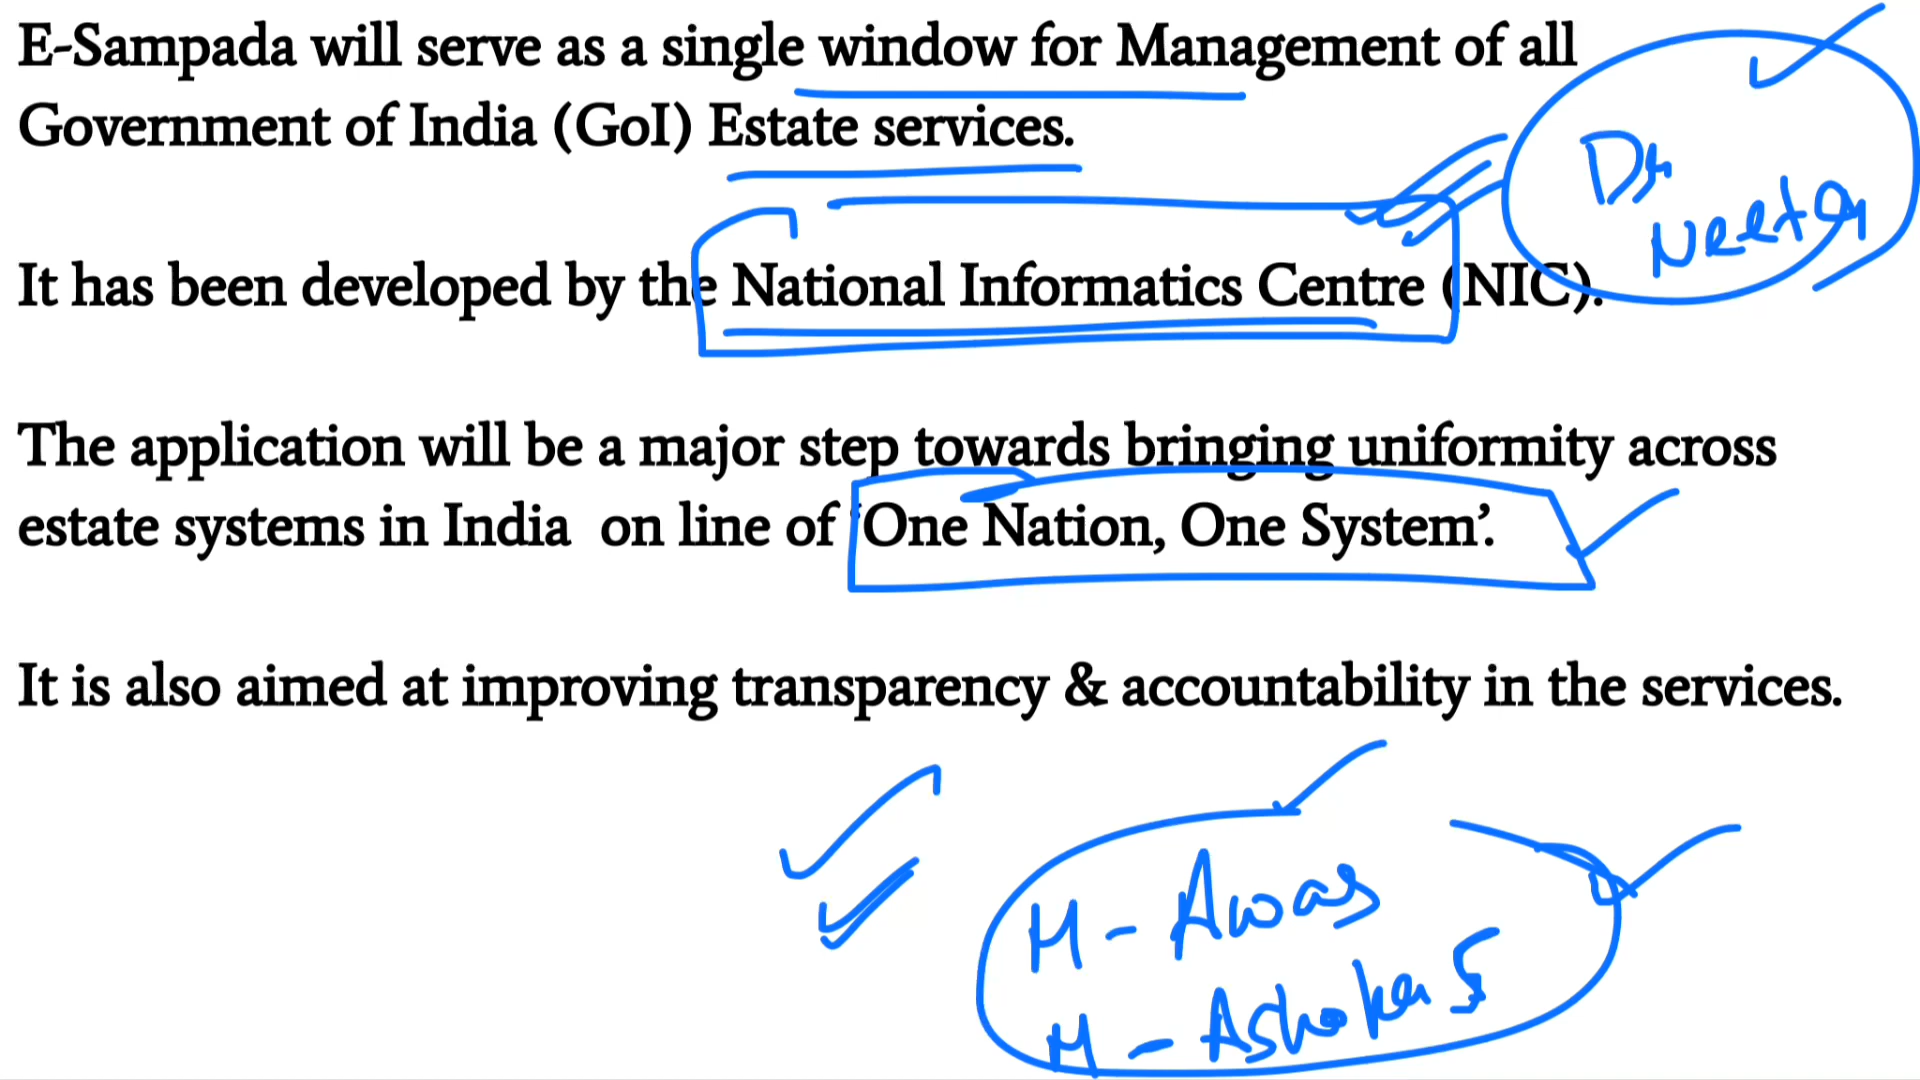 E-Sampada will serve as a single window for Management of all
Government of India (GoI) Estate services.
Dr
Neeta
It has been developed by the National Informatics Centre (NIC).
The application will be a major step towards bringing uniformity across
estate systems in India on line of ‘One Nation, One System’.
It is also aimed at improving transparency & accountability in the services.
M - Awas
M - Ashoka 5